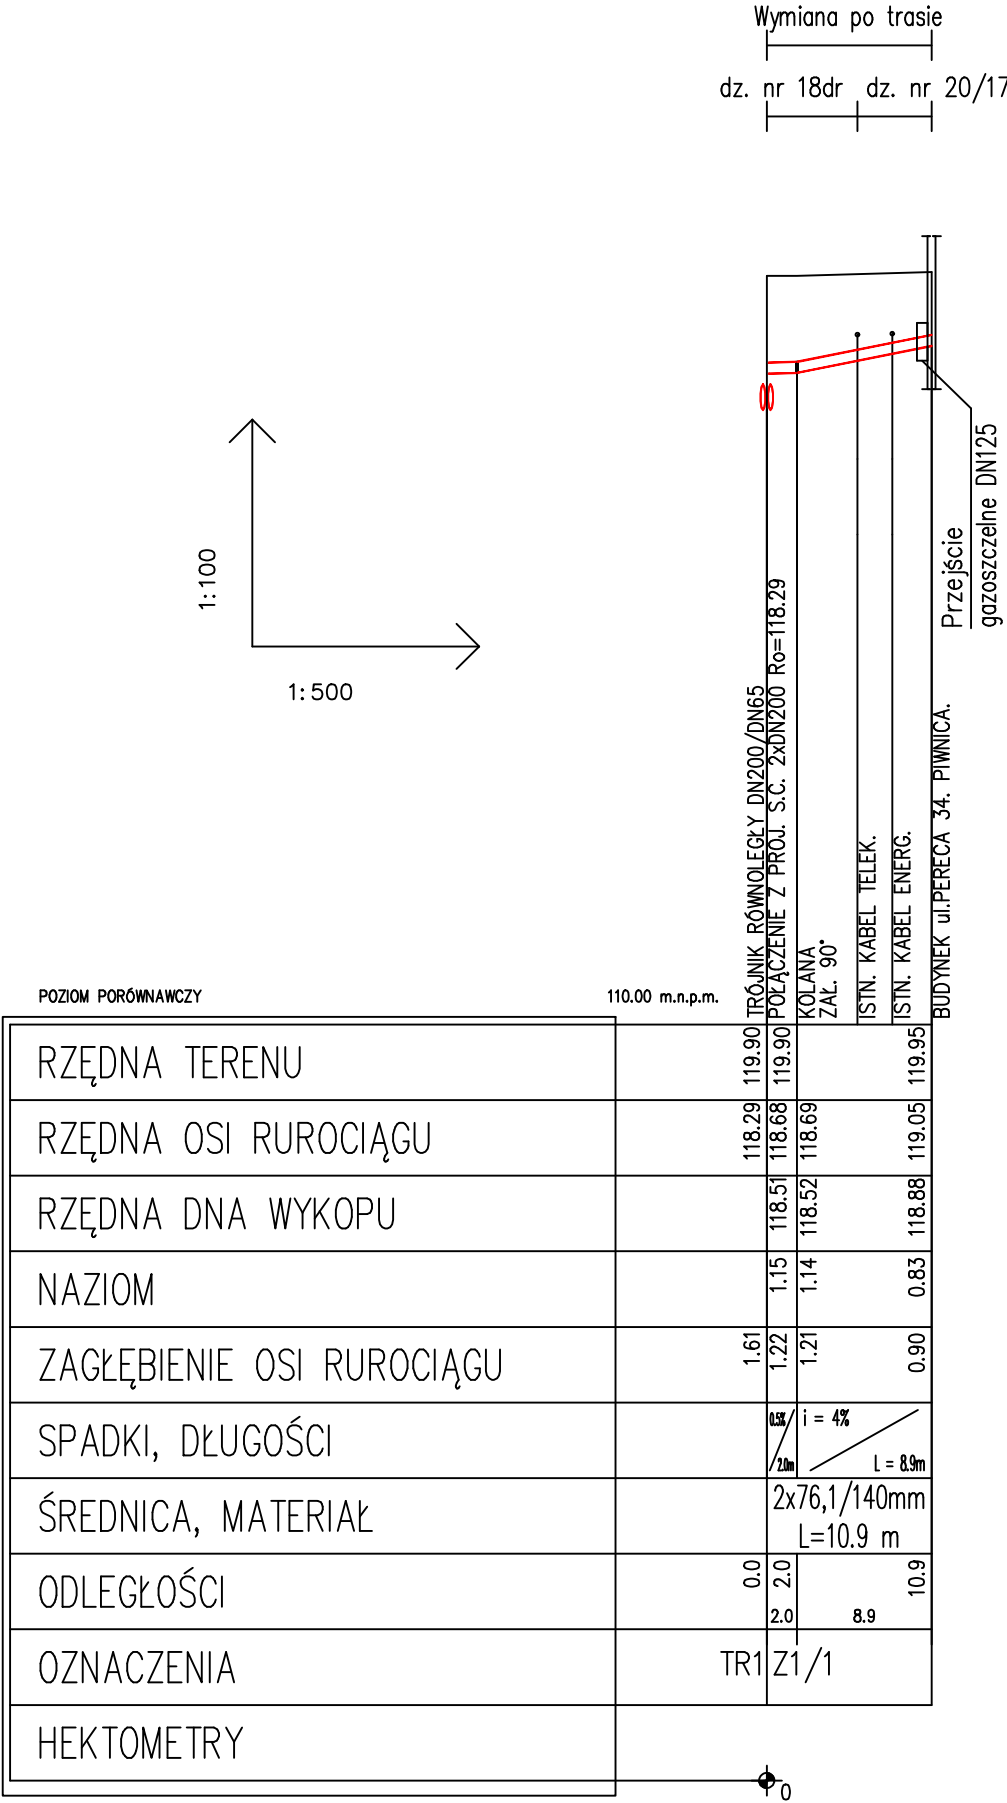 Wymiana po trasie
dz. nr 18dr
dz. nr 20/17
1:100
1:500
Przejście
gazoszczelne DN125
TRÓJNIK RÓWNOLEGŁY DN200/DN65
POŁĄCZENIE Z PROJ. S.C. 2xDN200 Ro=118.29
KOLANA
ZAŁ. 90°
ISTN. KABEL TELEK.
ISTN. KABEL ENERG.
BUDYNEK ul.PERECA 34. PIWNICA.
POZIOM PORÓWNAWCZY 110.00 m.n.p.m.
RZĘDNA TERENU 119.90 119.90 119.95
RZĘDNA OSI RUROCIĄGU 118.29 118.68 118.69 119.05
RZĘDNA DNA WYKOPU 118.51 118.52 118.88
NAZIOM 1.15 1.14 0.83
ZAGŁĘBIENIE OSI RUROCIĄGU 1.61 1.22 1.21 0.90
SPADKI, DŁUGOŚCI 0.5% 2.0m i = 4% L = 8.9m
ŚREDNICA, MATERIAŁ 2x76,1/140mm
L=10.9 m
ODLEGŁOŚCI 0.0 2.0 10.9
2.0 8.9
OZNACZENIA TR1 Z1/1
HEKTOMETRY
0